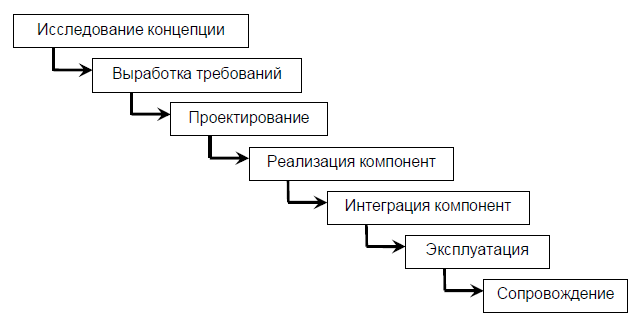 Исследование концепции
Выработка требований
Проектирование
Реализация компонент
Интеграция компонент
Эксплуатация
Сопровождение